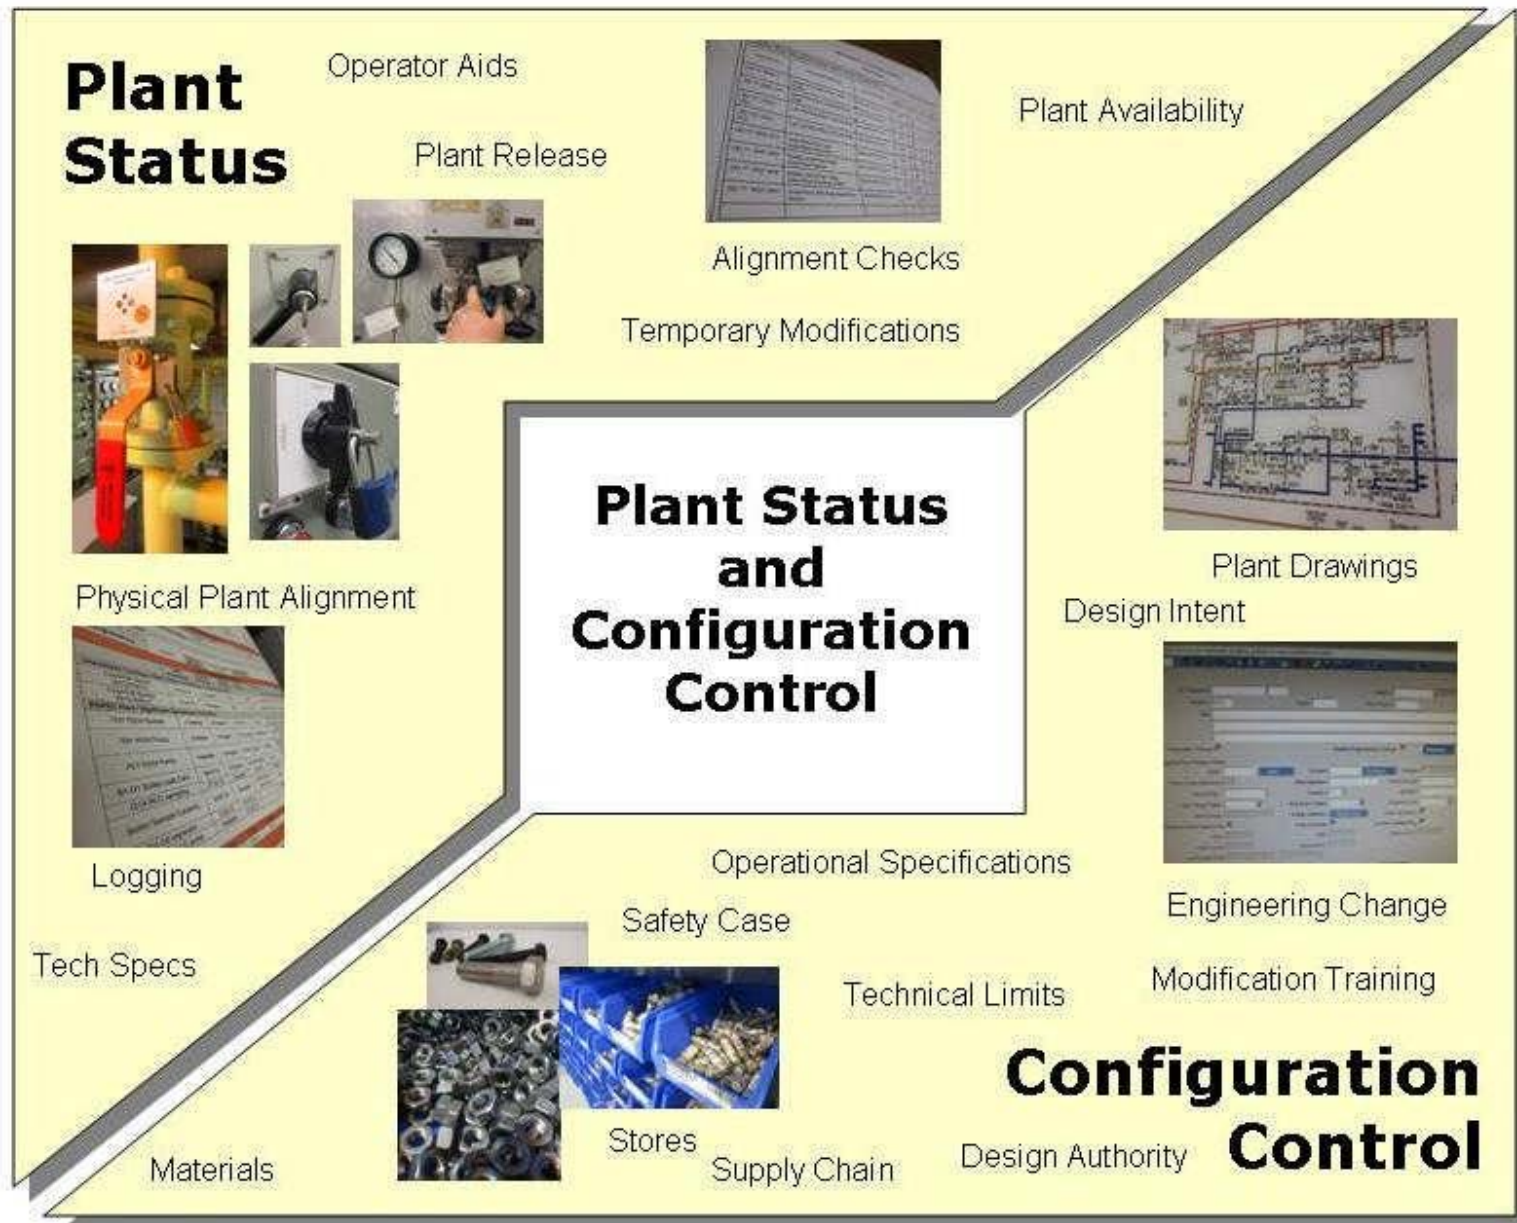 Plant
Status
Operator Aids
Plant Release
Plant Availability
Alignment Checks
Temporary Modifications
Physical Plant Alignment
Logging
Tech Specs
Plant Status
and
Configuration
Control
Plant Drawings
Design Intent
Engineering Change
Modification Training
Operational Specifications
Safety Case
Technical Limits
Configuration
Control
Stores
Supply Chain
Design Authority
Materials